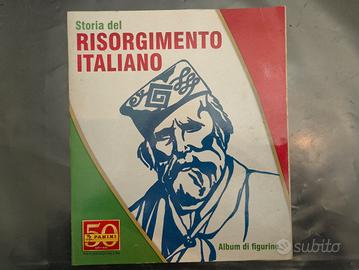 Storia del
RISORGIMENTO
ITALIANO
50
PANINI
Album di figurine
Subito